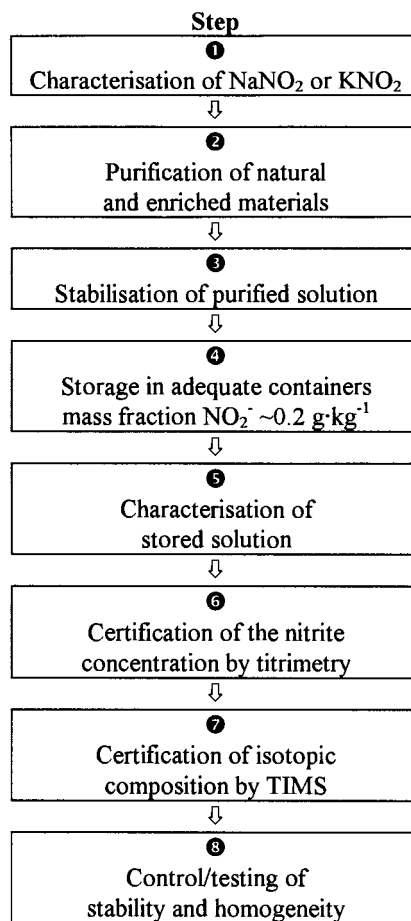 Step
❶
Characterisation of NaNO₂ or KNO₂
⇩
❷
Purification of natural
and enriched materials
⇩
❸
Stabilisation of purified solution
⇩
❹
Storage in adequate containers
mass fraction NO₂⁻ ~0.2 g·kg⁻¹
⇩
❺
Characterisation of
stored solution
⇩
❻
Certification of the nitrite
concentration by titrimetry
⇩
❼
Certification of isotopic
composition by TIMS
⇩
❽
Control/testing of
stability and homogeneity